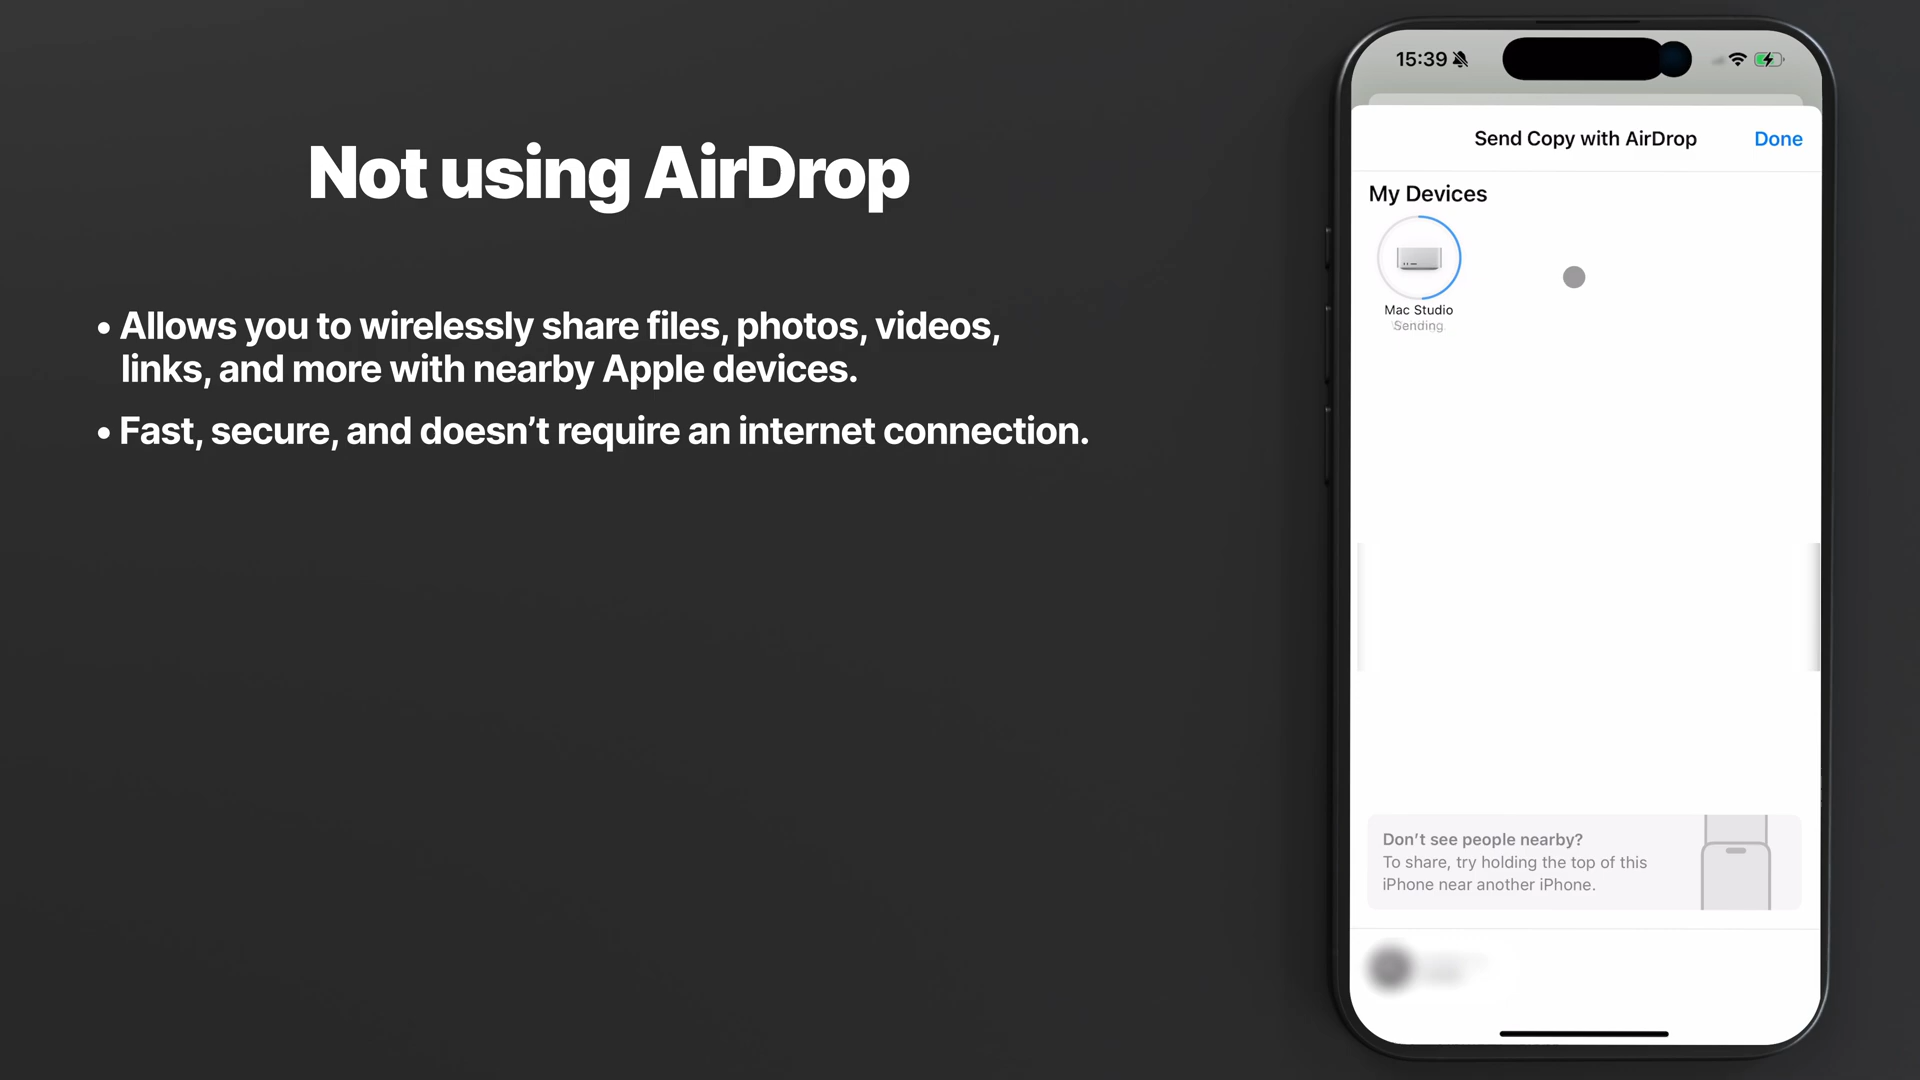 Not using AirDrop
• Allows you to wirelessly share files, photos, videos,
links, and more with nearby Apple devices.
• Fast, secure, and doesn’t require an internet connection.
15:39
Send Copy with AirDrop
Done
My Devices
Mac Studio
Sending
Don’t see people nearby?
To share, try holding the top of this
iPhone near another iPhone.